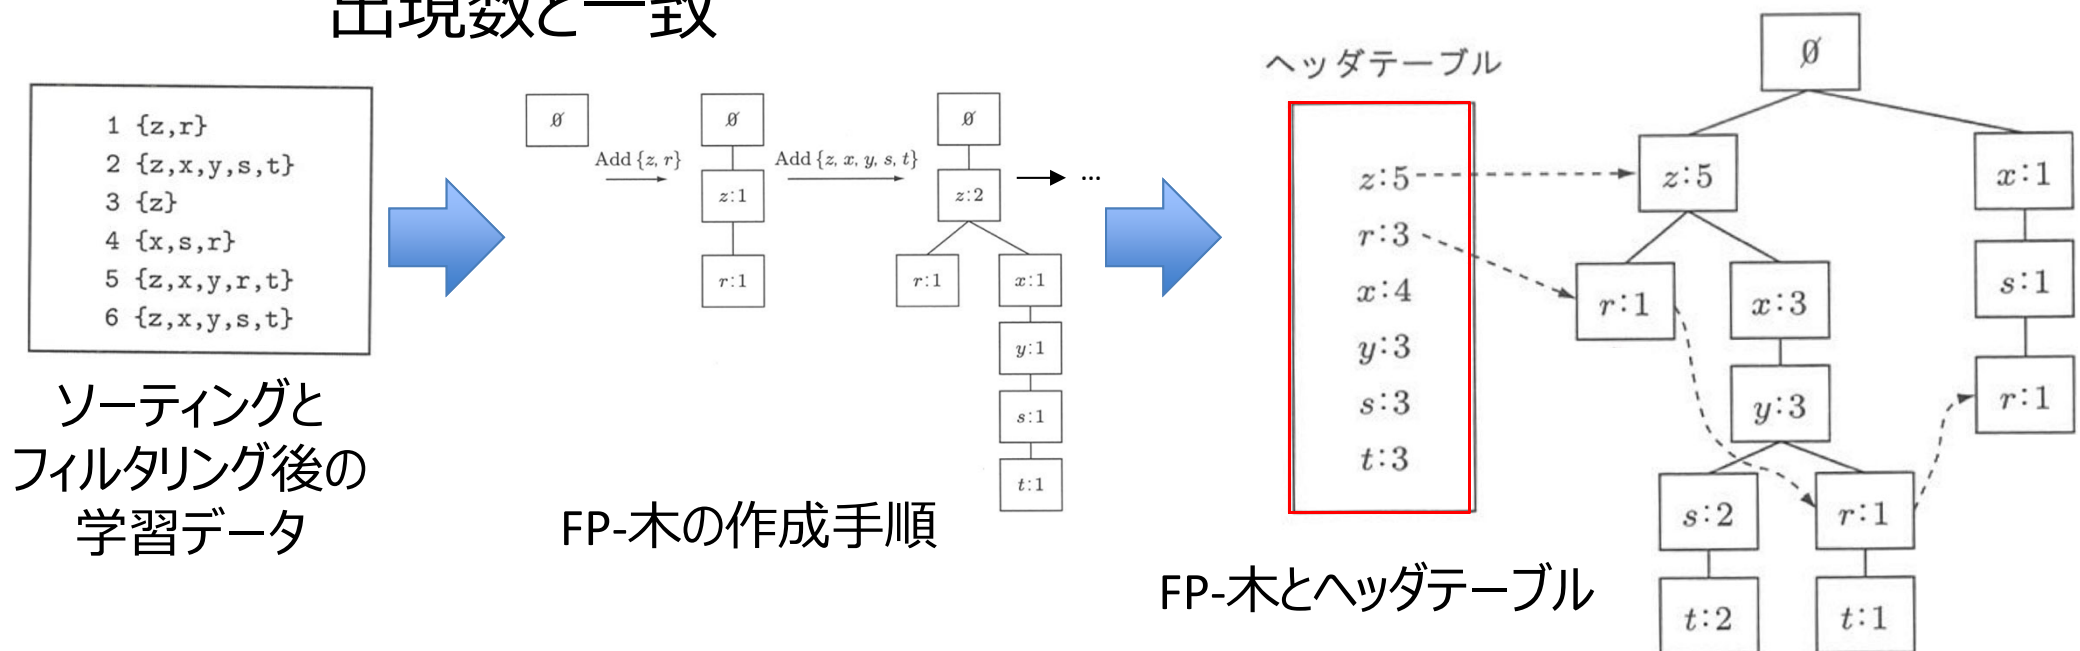 出現数と一致
1 {z,r}
2 {z,x,y,s,t}
3 {z}
4 {x,s,r}
5 {z,x,y,r,t}
6 {z,x,y,s,t}
ソーティングと
フィルタリング後の
学習データ
∅
Add {z, r}
∅
z:1
r:1
Add {z, x, y, s, t}
∅
z:2
r:1
x:1
y:1
s:1
t:1
...
FP-木の作成手順
ヘッダテーブル
z:5
r:3
x:4
y:3
s:3
t:3
∅
z:5
x:1
r:1
x:3
s:1
y:3
r:1
s:2
r:1
t:2
t:1
FP-木とヘッダテーブル